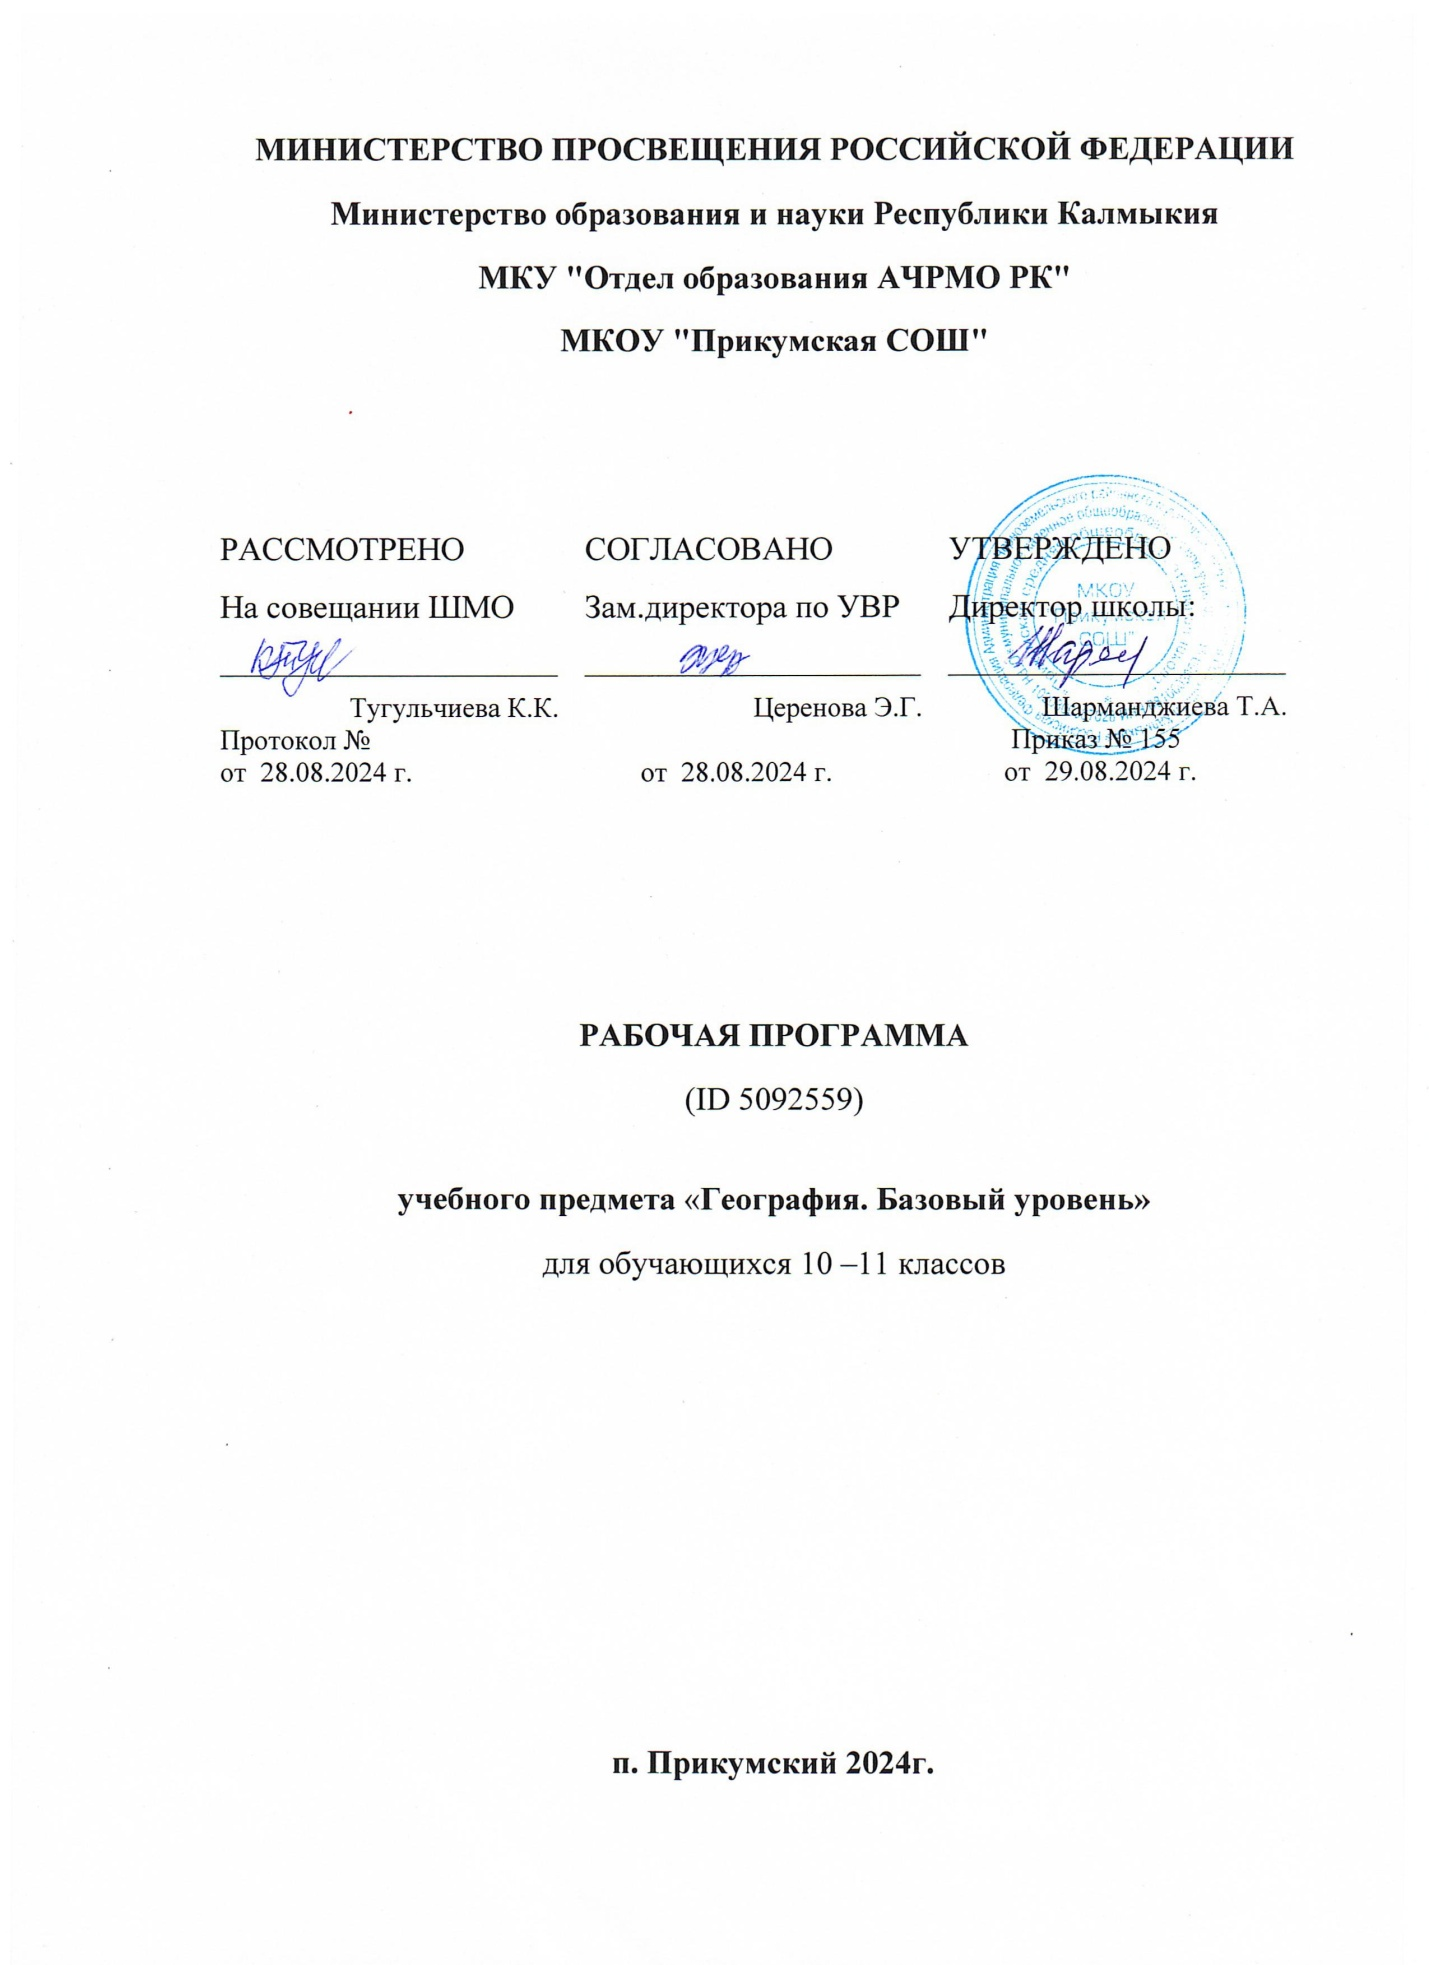 МИНИСТЕРСТВО ПРОСВЕЩЕНИЯ РОССИЙСКОЙ ФЕДЕРАЦИИ
Министерство образования и науки Республики Калмыкия
МКУ "Отдел образования АЧРМО РК"
МКОУ "Прикумская СОШ"
РАССМОТРЕНО
На совещании ШМО
Тугульчиева К.К.
Протокол №
от 28.08.2024 г.
СОГЛАСОВАНО
Зам.директора по УВР
Церенова Э.Г.
от 28.08.2024 г.
УТВЕРЖДЕНО
Директор школы:
Шарманджиева Т.А.
Приказ № 155
от 29.08.2024 г.
МКОУ
СОШ"
РАБОЧАЯ ПРОГРАММА
(ID 5092559)
учебного предмета «География. Базовый уровень»
для обучающихся 10 –11 классов
п. Прикумский 2024г.